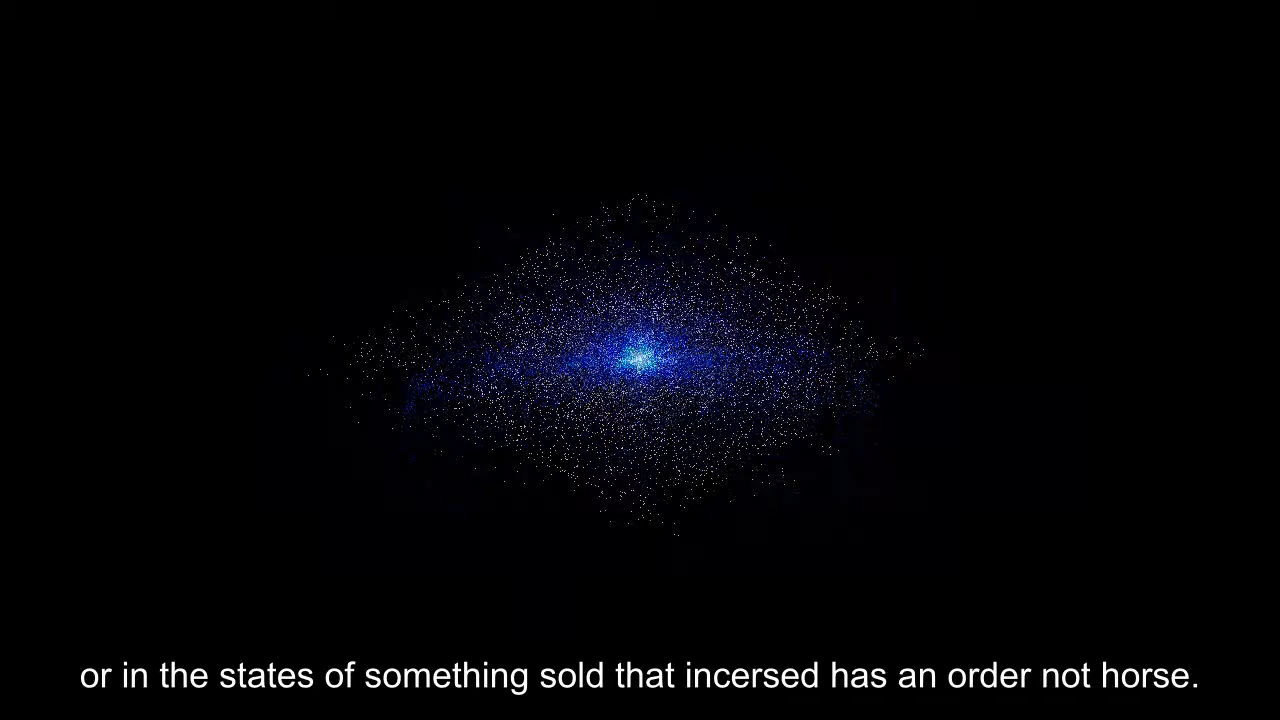 or in the states of something sold that incersed has an order not horse.